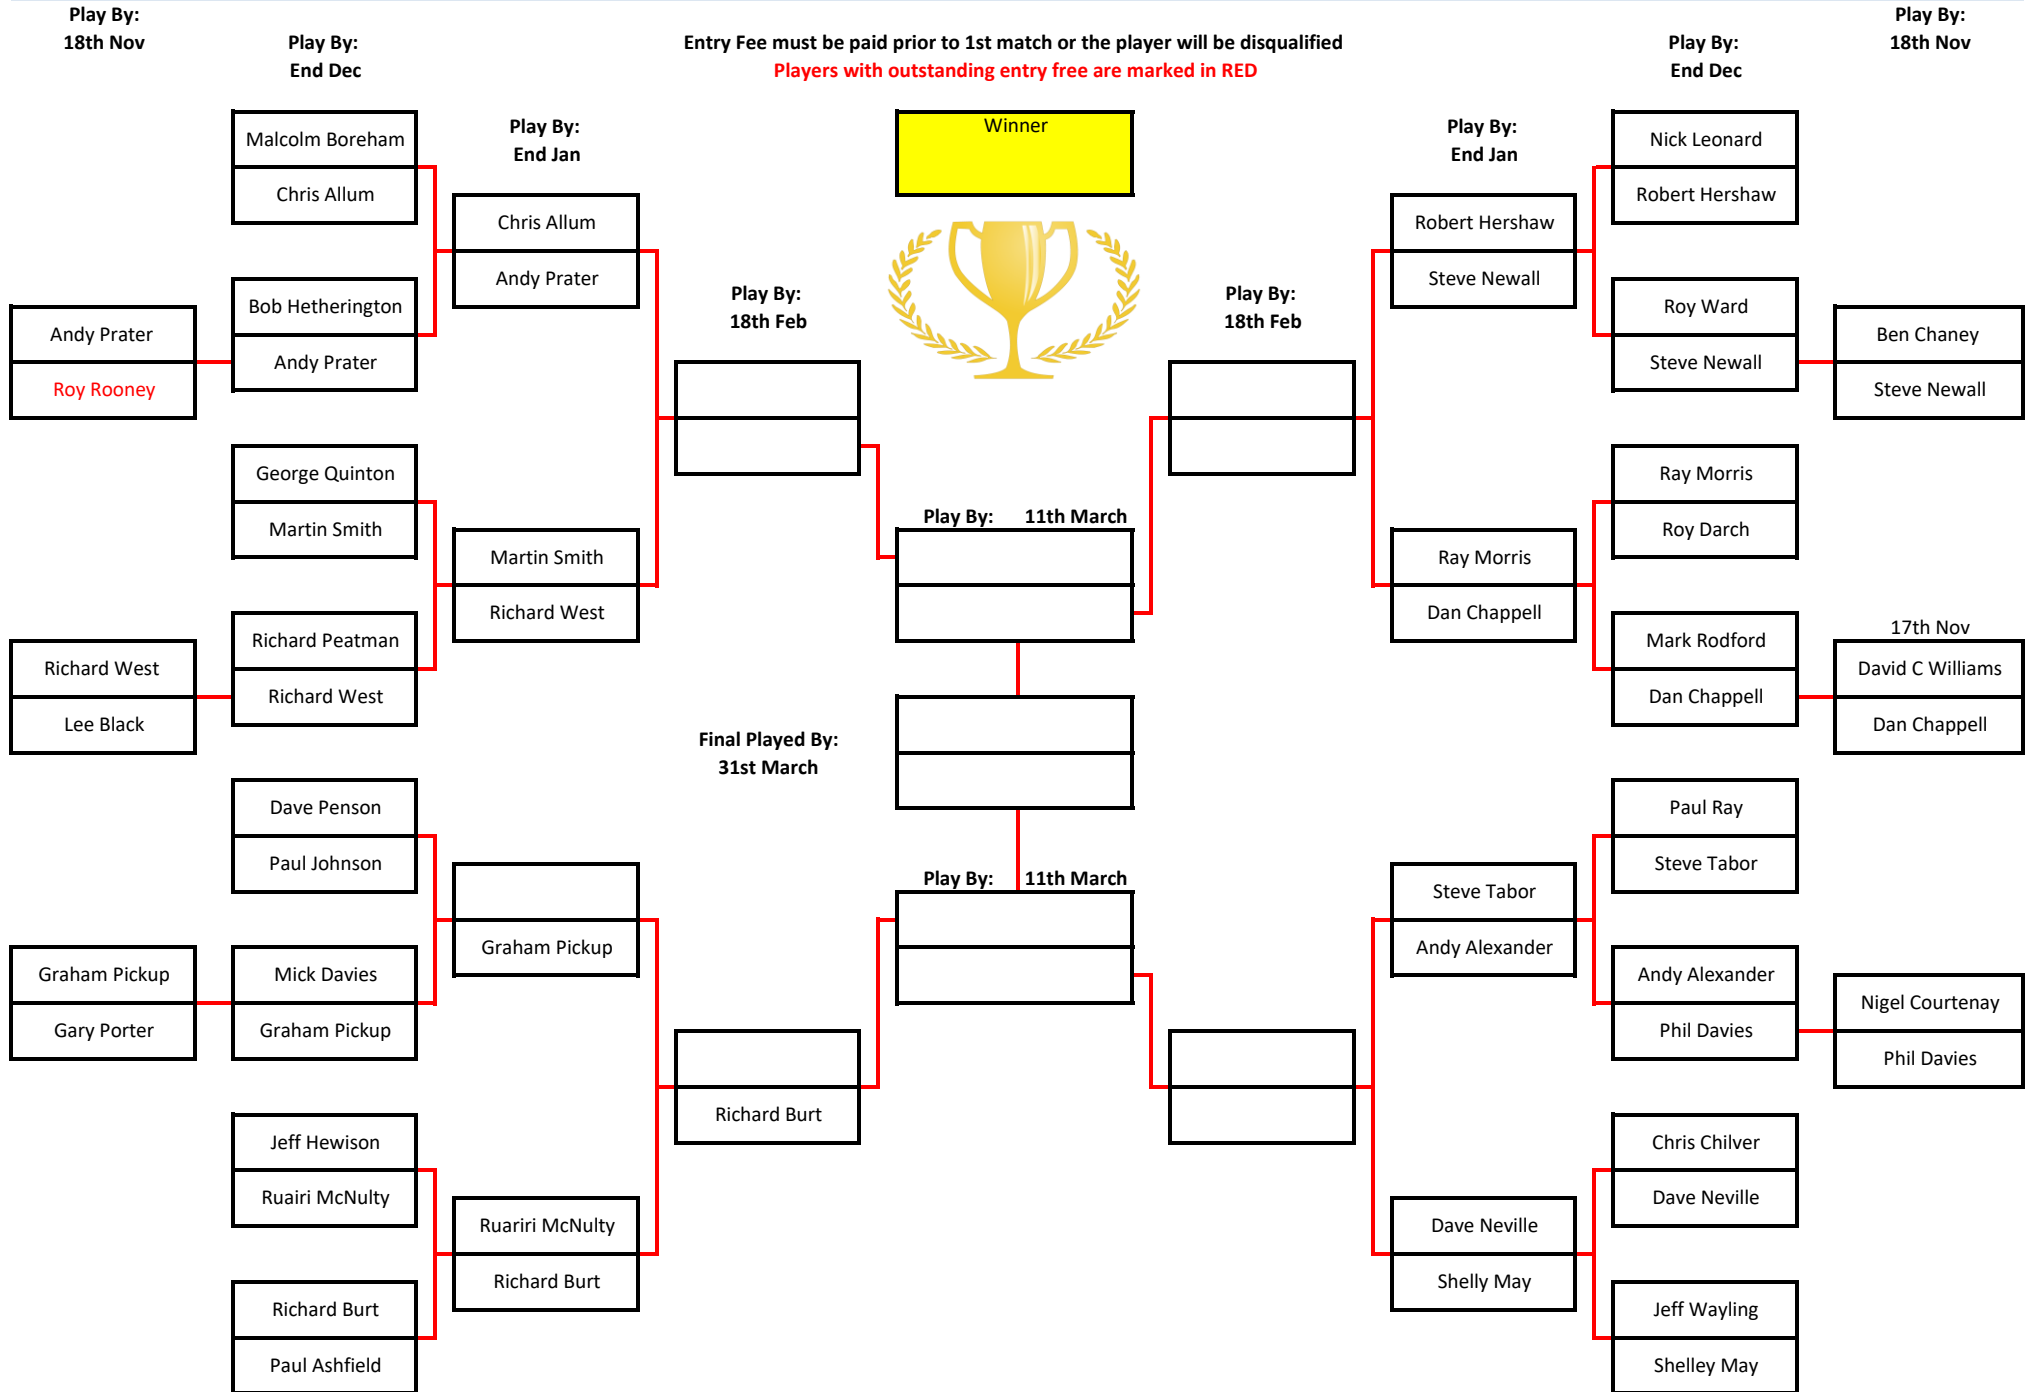 Play By:
18th Nov
Play By:
End Dec
Entry Fee must be paid prior to 1st match or the player will be disqualified
Players with outstanding entry free are marked in RED
Play By:
End Dec
Play By:
18th Nov
Malcolm Boreham
Chris Allum
Play By:
End Jan
Winner
Play By:
End Jan
Nick Leonard
Robert Hershaw
Chris Allum
Andy Prater
Robert Hershaw
Steve Newall
Bob Hetherington
Andy Prater
Play By:
18th Feb
Play By:
18th Feb
Roy Ward
Steve Newall
Andy Prater
Roy Rooney
Ben Chaney
Steve Newall
George Quinton
Martin Smith
Ray Morris
Roy Darch
Play By: 11th March
Martin Smith
Richard West
Ray Morris
Dan Chappell
Richard Peatman
Richard West
Mark Rodford
Dan Chappell
17th Nov
Richard West
Lee Black
David C Williams
Dan Chappell
Final Played By:
31st March
Dave Penson
Paul Johnson
Paul Ray
Steve Tabor
Play By: 11th March
Graham Pickup
Steve Tabor
Andy Alexander
Graham Pickup
Gary Porter
Mick Davies
Graham Pickup
Andy Alexander
Phil Davies
Nigel Courtenay
Phil Davies
Richard Burt
Jeff Hewison
Ruairi McNulty
Chris Chilver
Dave Neville
Ruariri McNulty
Richard Burt
Dave Neville
Shelly May
Richard Burt
Paul Ashfield
Jeff Wayling
Shelley May